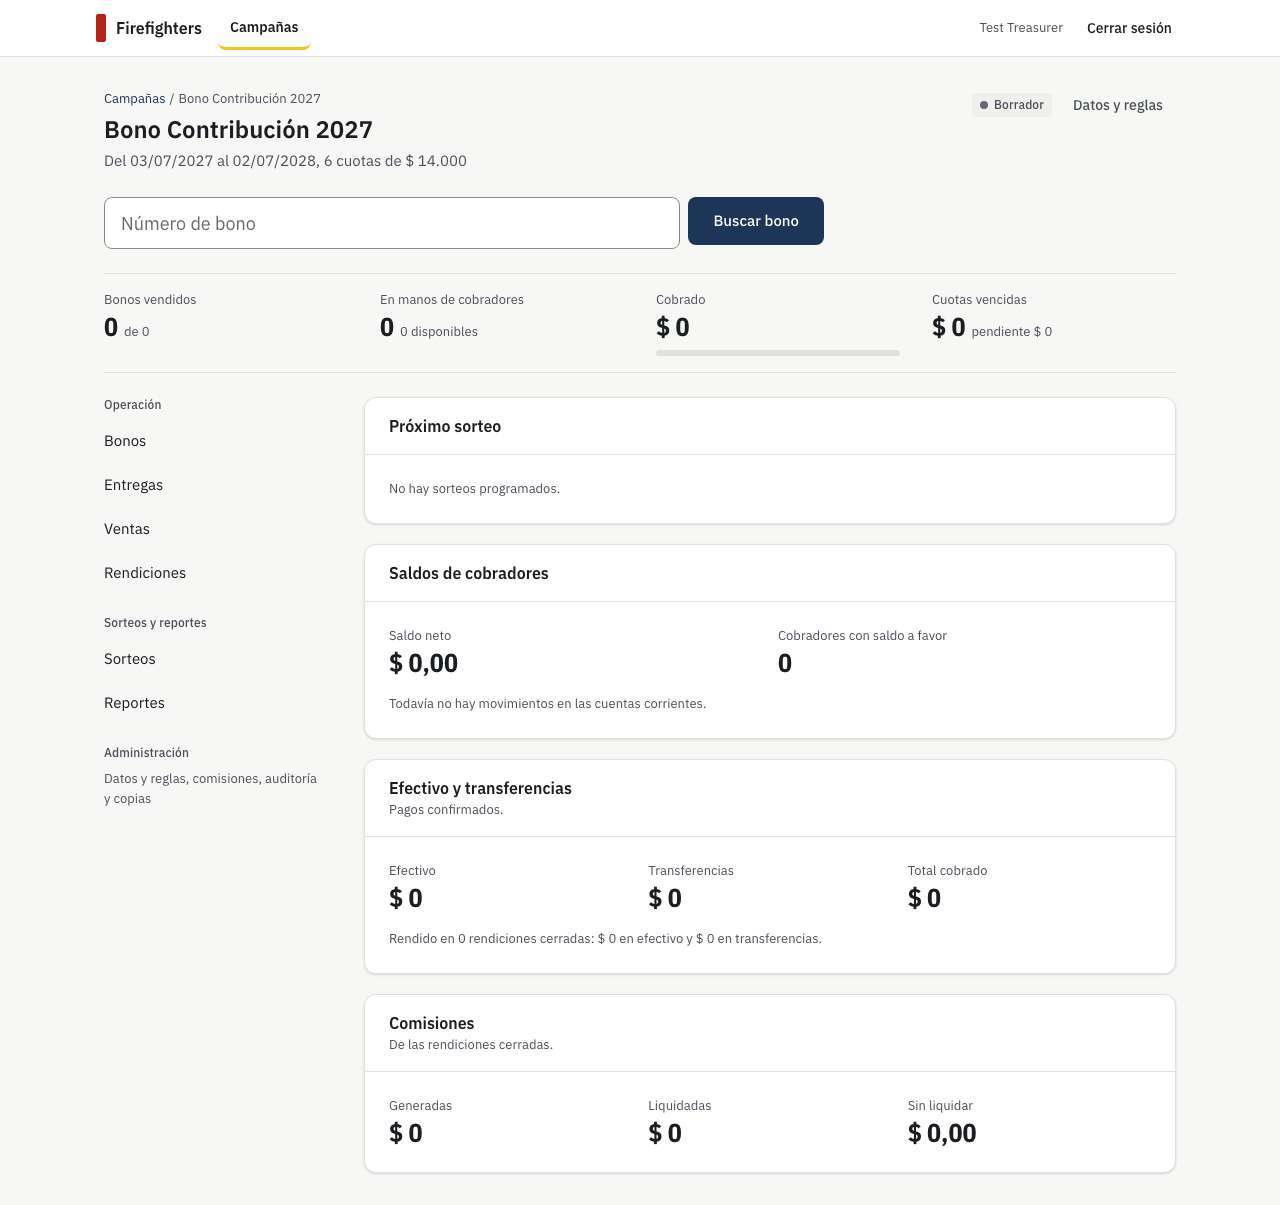 Firefighters
Campañas
Test Treasurer
Cerrar sesión
Campañas / Bono Contribución 2027
Borrador
Datos y reglas
Bono Contribución 2027
Del 03/07/2027 al 02/07/2028, 6 cuotas de $ 14.000
Número de bono
Buscar bono
Bonos vendidos
0 de 0
En manos de cobradores
0 0 disponibles
Cobrado
$ 0
Cuotas vencidas
$ 0 pendiente $ 0
Operación
Bonos
Entregas
Ventas
Rendiciones
Sorteos y reportes
Sorteos
Reportes
Administración
Datos y reglas, comisiones, auditoría
y copias
Próximo sorteo
No hay sorteos programados.
Saldos de cobradores
Saldo neto
$ 0,00
Cobradores con saldo a favor
0
Todavía no hay movimientos en las cuentas corrientes.
Efectivo y transferencias
Pagos confirmados.
Efectivo
$ 0
Transferencias
$ 0
Total cobrado
$ 0
Rendido en 0 rendiciones cerradas: $ 0 en efectivo y $ 0 en transferencias.
Comisiones
De las rendiciones cerradas.
Generadas
$ 0
Liquidadas
$ 0
Sin liquidar
$ 0,00